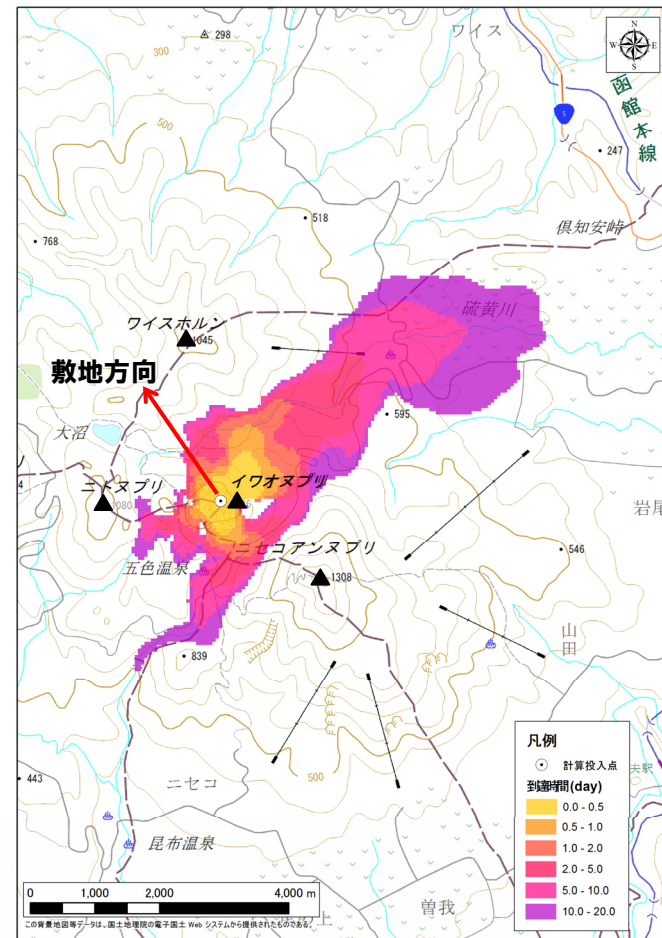 ワイス
298
N
W
E
S
300
函館本線
5
500
247
518
倶知安峠
768
硫黄川
ワイスホルン
1045
敷地方向
595
大沼
イワオヌプリ
ニトヌプリ
1080
岩尾
ニセコアンヌプリ
546
五色温泉
1308
山田
839
凡例
計算投入点
夫駅
到達時間(day)
443
ニセコ
500
0.0 - 0.5
0.5 - 1.0
1.0 - 2.0
昆布温泉
2.0 - 5.0
5.0 - 10.0
10.0 - 20.0
0 1,000 2,000 4,000 m
曽我
上
この背景地図等データは、国土地理院の電子国土 Web システムから提供されたものである。